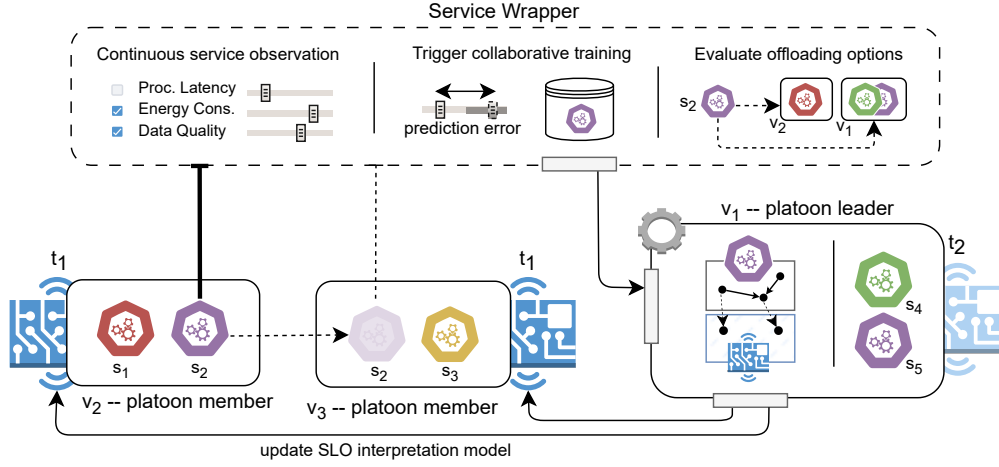 Service Wrapper
Continuous service observation
Proc. Latency
Energy Cons.
Data Quality
Trigger collaborative training
prediction error
Evaluate offloading options
s2
v2
v1
v1 -- platoon leader
t1
t1
t2
s1
s2
s2
s3
s4
s5
v2 -- platoon member
v3 -- platoon member
update SLO interpretation model